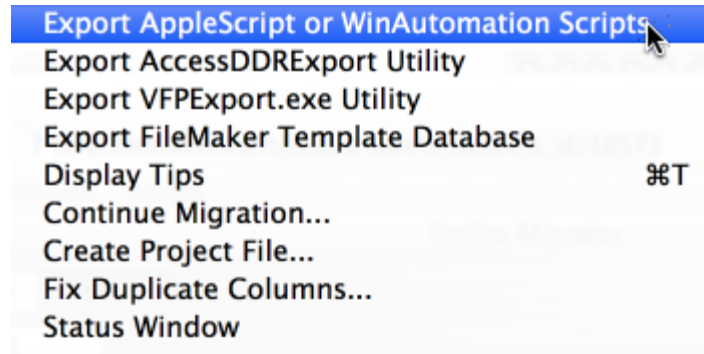 Export AppleScript or WinAutomation Scripts
Export AccessDDRExport Utility
Export VFPExport.exe Utility
Export FileMaker Template Database
Display Tips ⌘T
Continue Migration...
Create Project File...
Fix Duplicate Columns...
Status Window